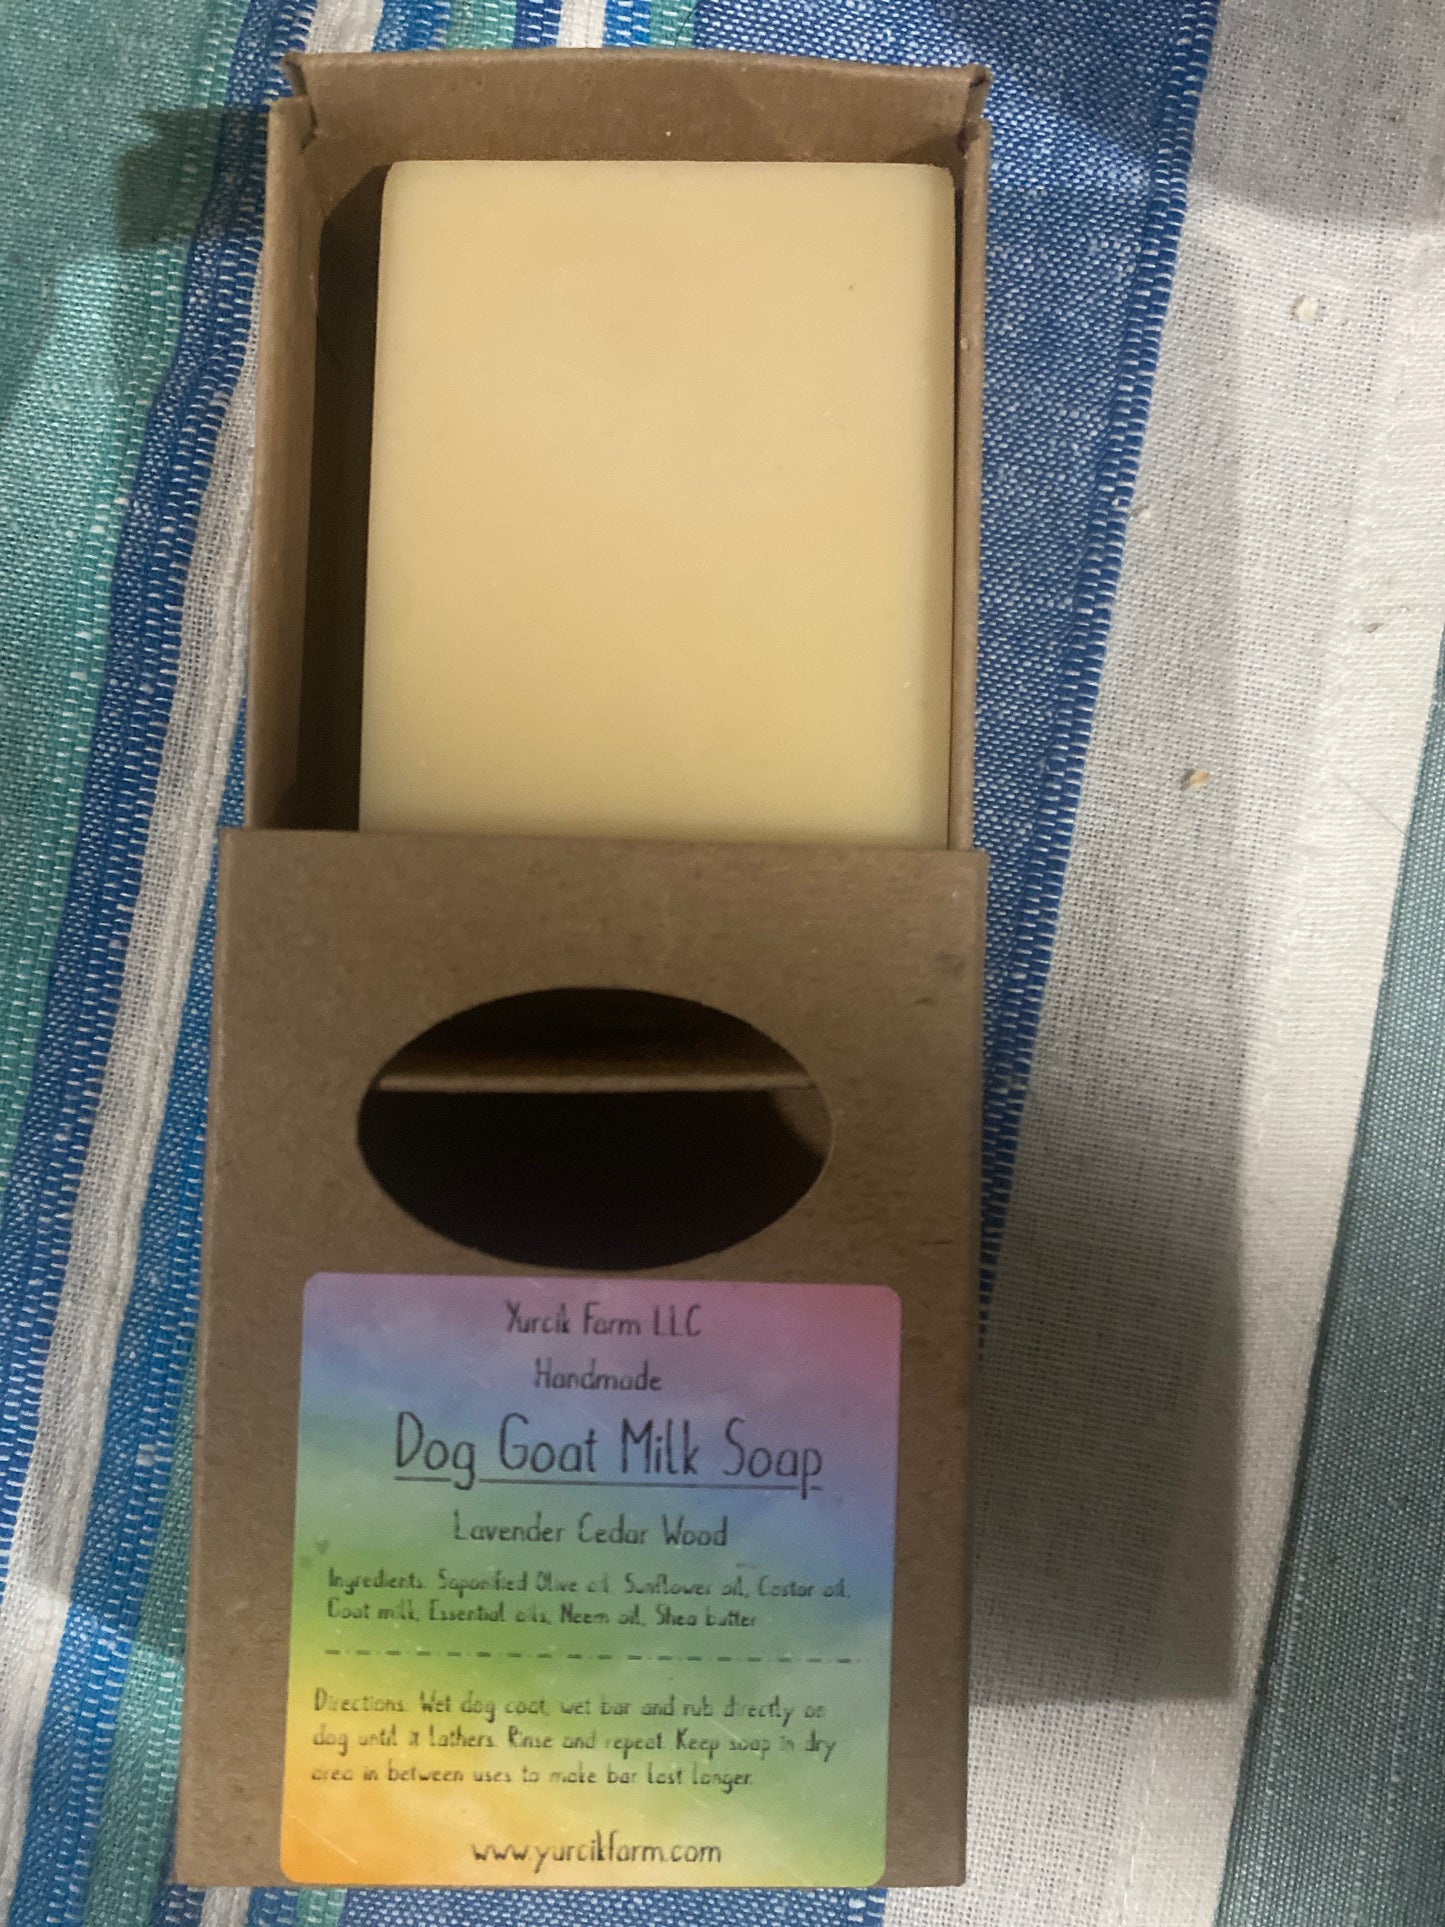 Yurcik Farm LLC
Handmade
Dog Goat Milk Soap
Lavender Cedar Wood
Ingredients: Saponified Olive oil, Sunflower oil, Castor oil,
Goat milk, Essential oils, Neem oil, Shea butter
Directions: Wet dog coat, wet bar and rub directly on
dog until it lathers. Rinse and repeat. Keep soap in dry
area in between uses to make bar last longer.
www.yurcikfarm.com